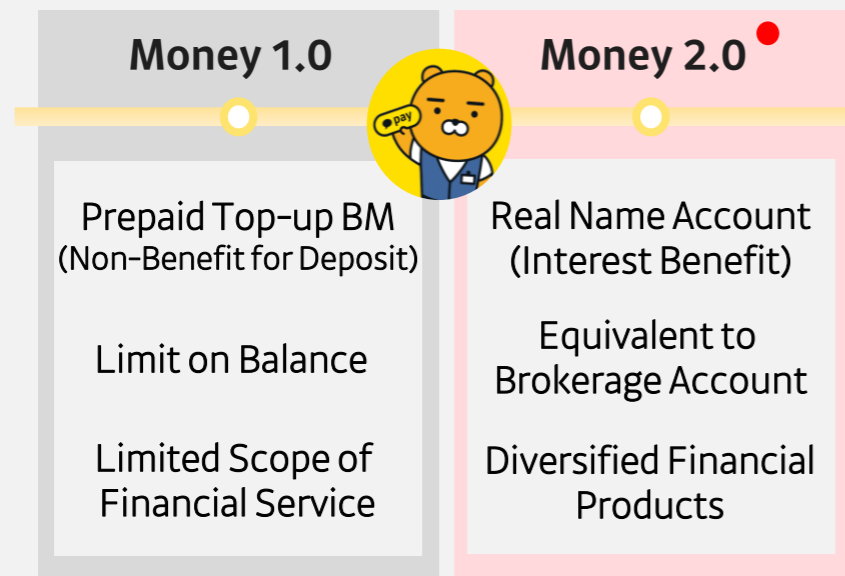 Money 1.0
Money 2.0
pay
Prepaid Top-up BM
(Non-Benefit for Deposit)
Limit on Balance
Limited Scope of
Financial Service
Real Name Account
(Interest Benefit)
Equivalent to
Brokerage Account
Diversified Financial
Products